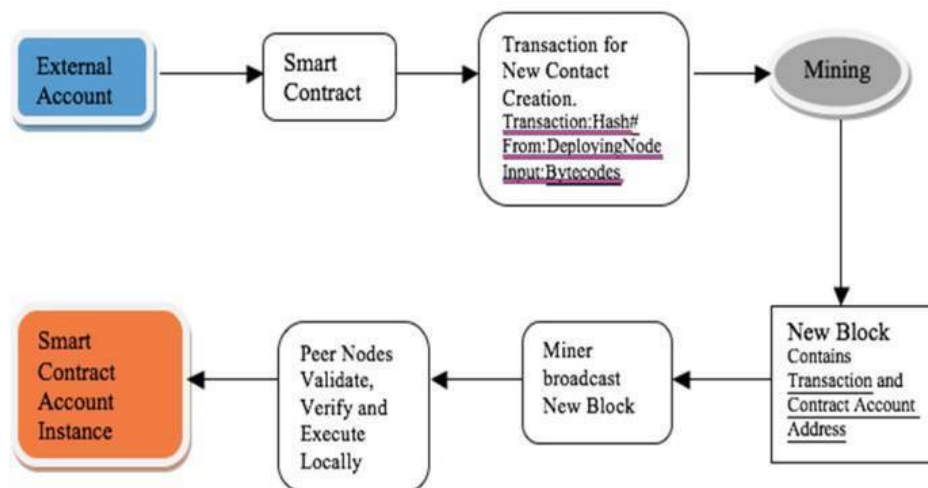 External
Account
Smart
Contract
Transaction for
New Contact
Creation.
Transaction:Hash#
From:DeployingNode
Input:Bytecodes
Mining
New Block
Contains
Transaction and
Contract Account
Address
Miner
broadcast
New Block
Peer Nodes
Validate,
Verify and
Execute
Locally
Smart
Contract
Account
Instance